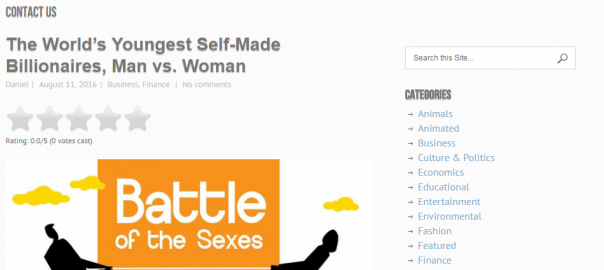 CONTACT US
The World's Youngest Self-Made
Billionaires, Man vs. Woman
Daniel | August 11, 2016 | Business, Finance | No comments
Rating: 0.0/5 (0 votes cast)
Battle
of the Sexes
Search this Site...
CATEGORIES
→ Animals
→ Animated
→ Business
→ Culture & Politics
→ Economics
→ Educational
→ Entertainment
→ Environmental
→ Fashion
→ Featured
→ Finance